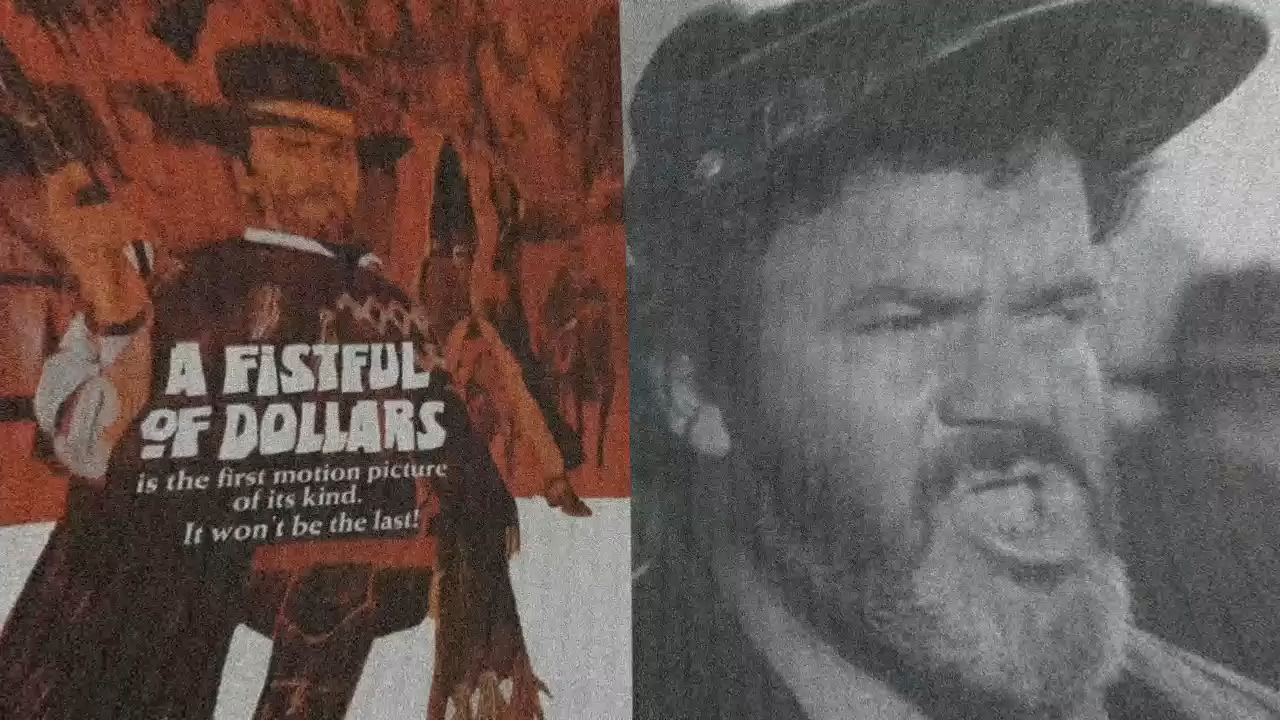 A FISTFUL
OF DOLLARS
is the first motion picture
of its kind.
It won't be the last!